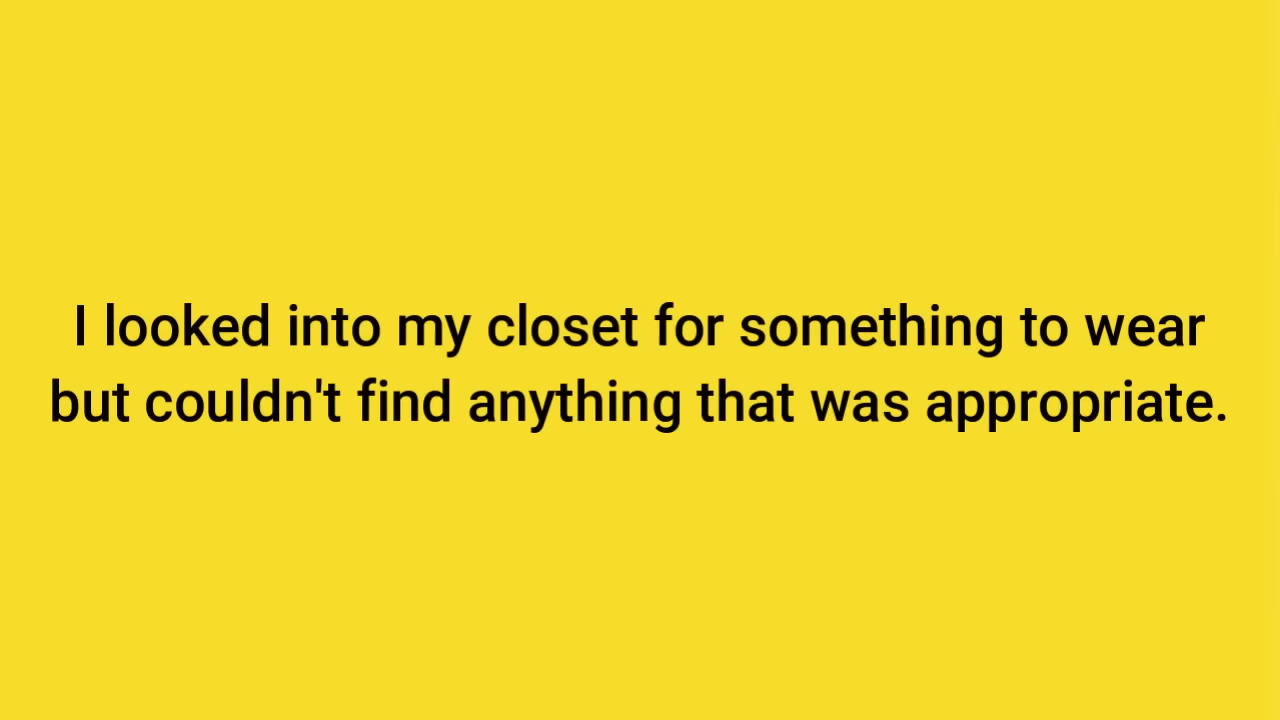 I looked into my closet for something to wear
but couldn't find anything that was appropriate.